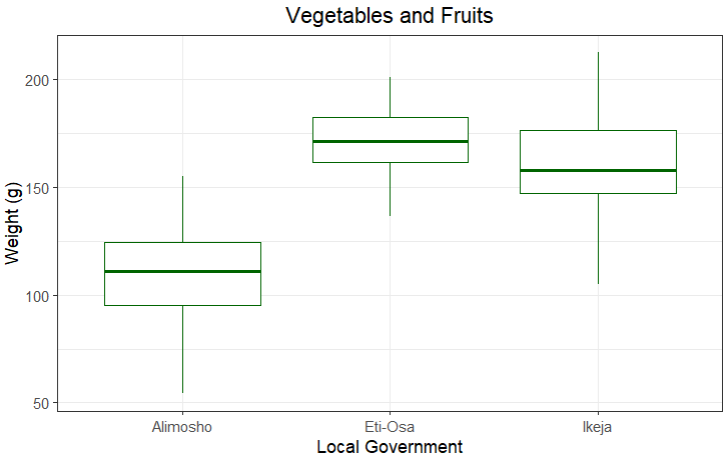 Vegetables and Fruits
Weight (g)
200
150
100
50
Alimosho Eti-Osa Ikeja
Local Government